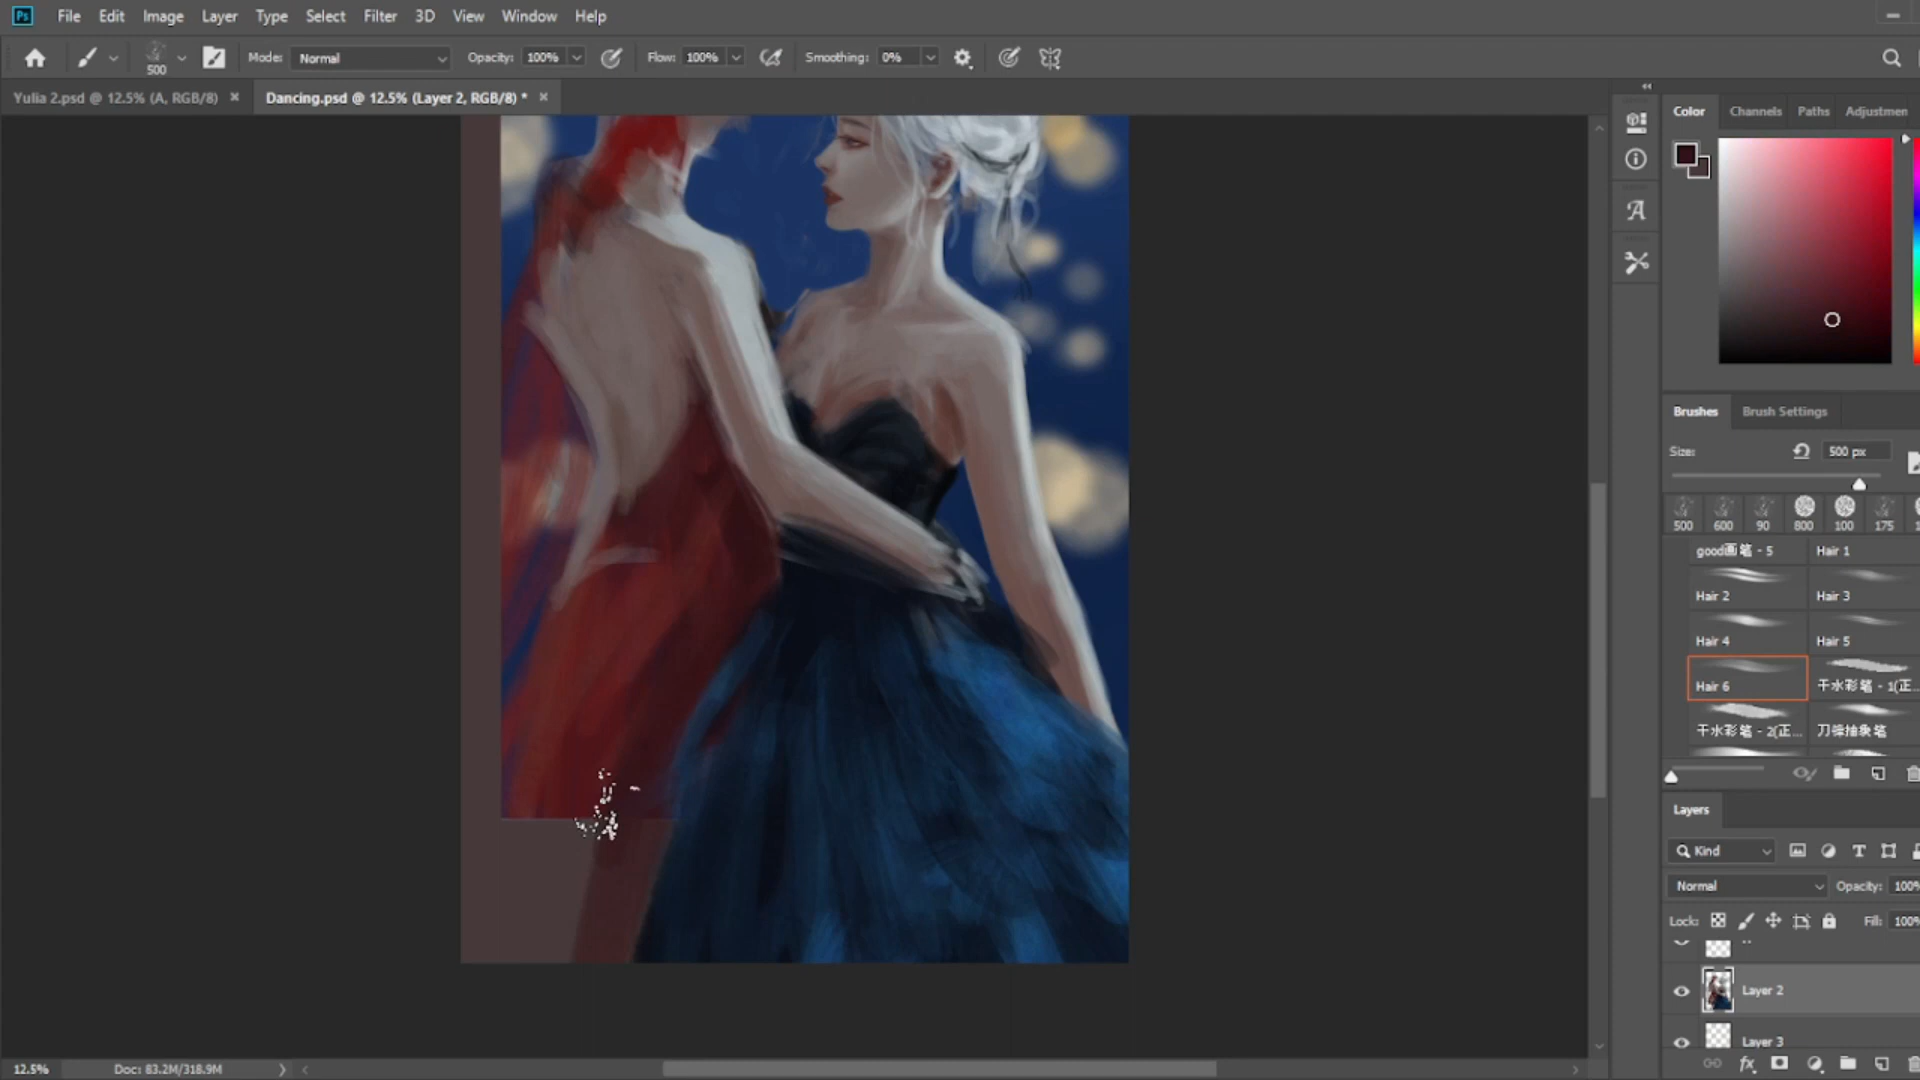 Ps File Edit Image Layer Type Select Filter 3D View Window Help
500 Mode: Normal Opacity: 100% Flow: 100% Smoothing: 0%
Yulia 2.psd @ 12.5% (A, RGB/8) × Dancing.psd @ 12.5% (Layer 2, RGB/8) * ×
Color Channels Paths Adjustmen
Brushes Brush Settings
Size: 500 px
500 600 90 800 100 175
good画笔 - 5 Hair 1
Hair 2 Hair 3
Hair 4 Hair 5
Hair 6 干水彩笔 - 1(正...
干水彩笔 - 2(正... 
Layers
Kind
Normal Opacity: 100%
Lock: Fill: 100%
Layer 2
Layer 3
12.5% Doc: 83.2M/318.9M